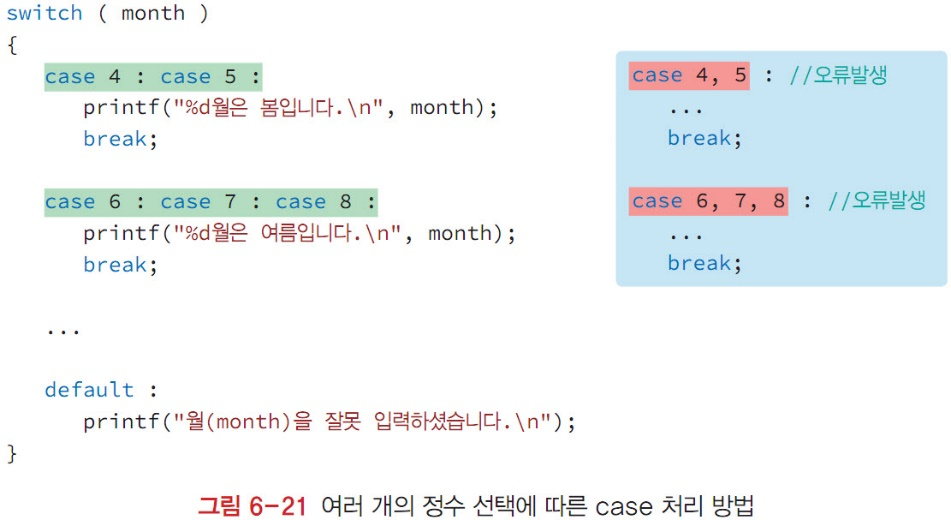 switch ( month )
{
case 4 : case 5 :
printf("%d월은 봄입니다.\n", month);
break;
case 6 : case 7 : case 8 :
printf("%d월은 여름입니다.\n", month);
break;
...
default :
printf("월(month)을 잘못 입력하셨습니다.\n");
}
case 4, 5 : //오류발생
...
break;
case 6, 7, 8 : //오류발생
...
break;
그림 6-21 여러 개의 정수 선택에 따른 case 처리 방법